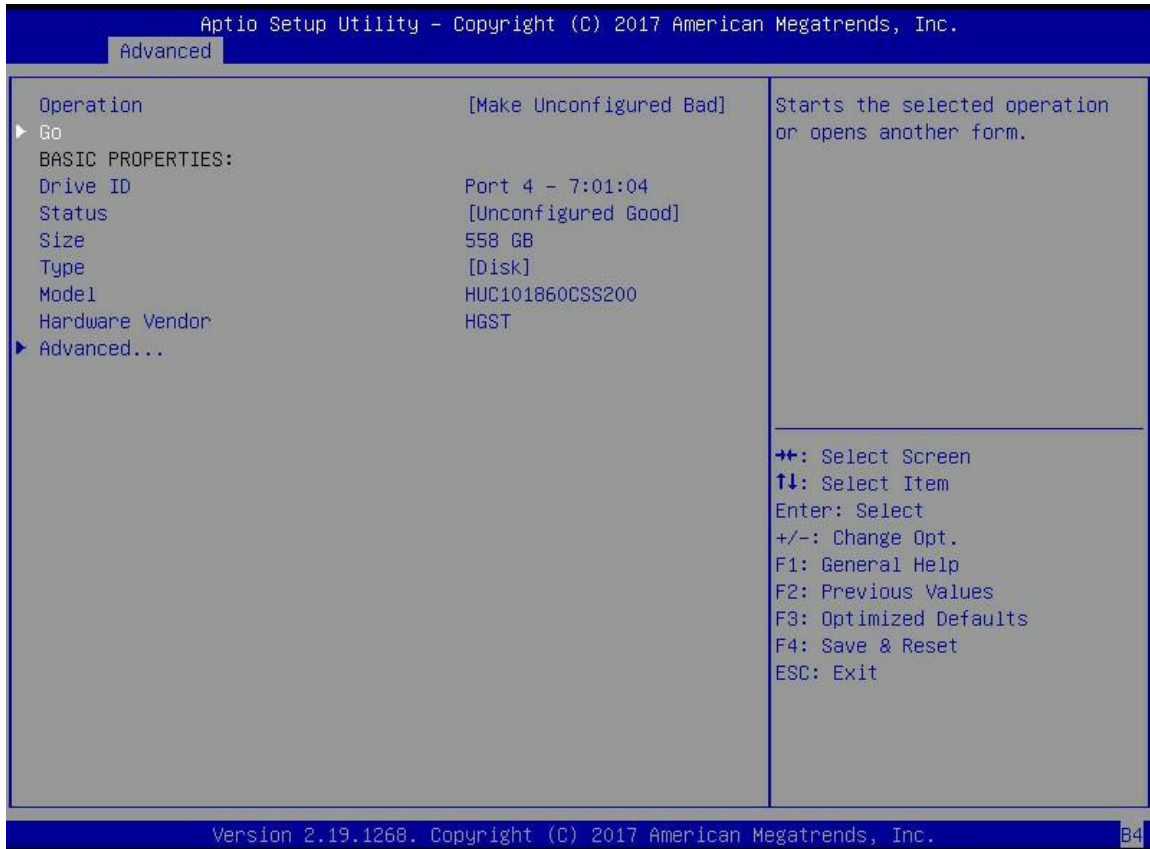 Aptio Setup Utility – Copyright (C) 2017 American Megatrends, Inc.
Advanced
Operation [Make Unconfigured Bad]
Go
BASIC PROPERTIES:
Drive ID Port 4 – 7:01:04
Status [Unconfigured Good]
Size 558 GB
Type [Disk]
Model HUC101860CSS200
Hardware Vendor HGST
Advanced...
Starts the selected operation
or opens another form.
→←: Select Screen
↑↓: Select Item
Enter: Select
+/-: Change Opt.
F1: General Help
F2: Previous Values
F3: Optimized Defaults
F4: Save & Reset
ESC: Exit
Version 2.19.1268. Copyright (C) 2017 American Megatrends, Inc.
B4